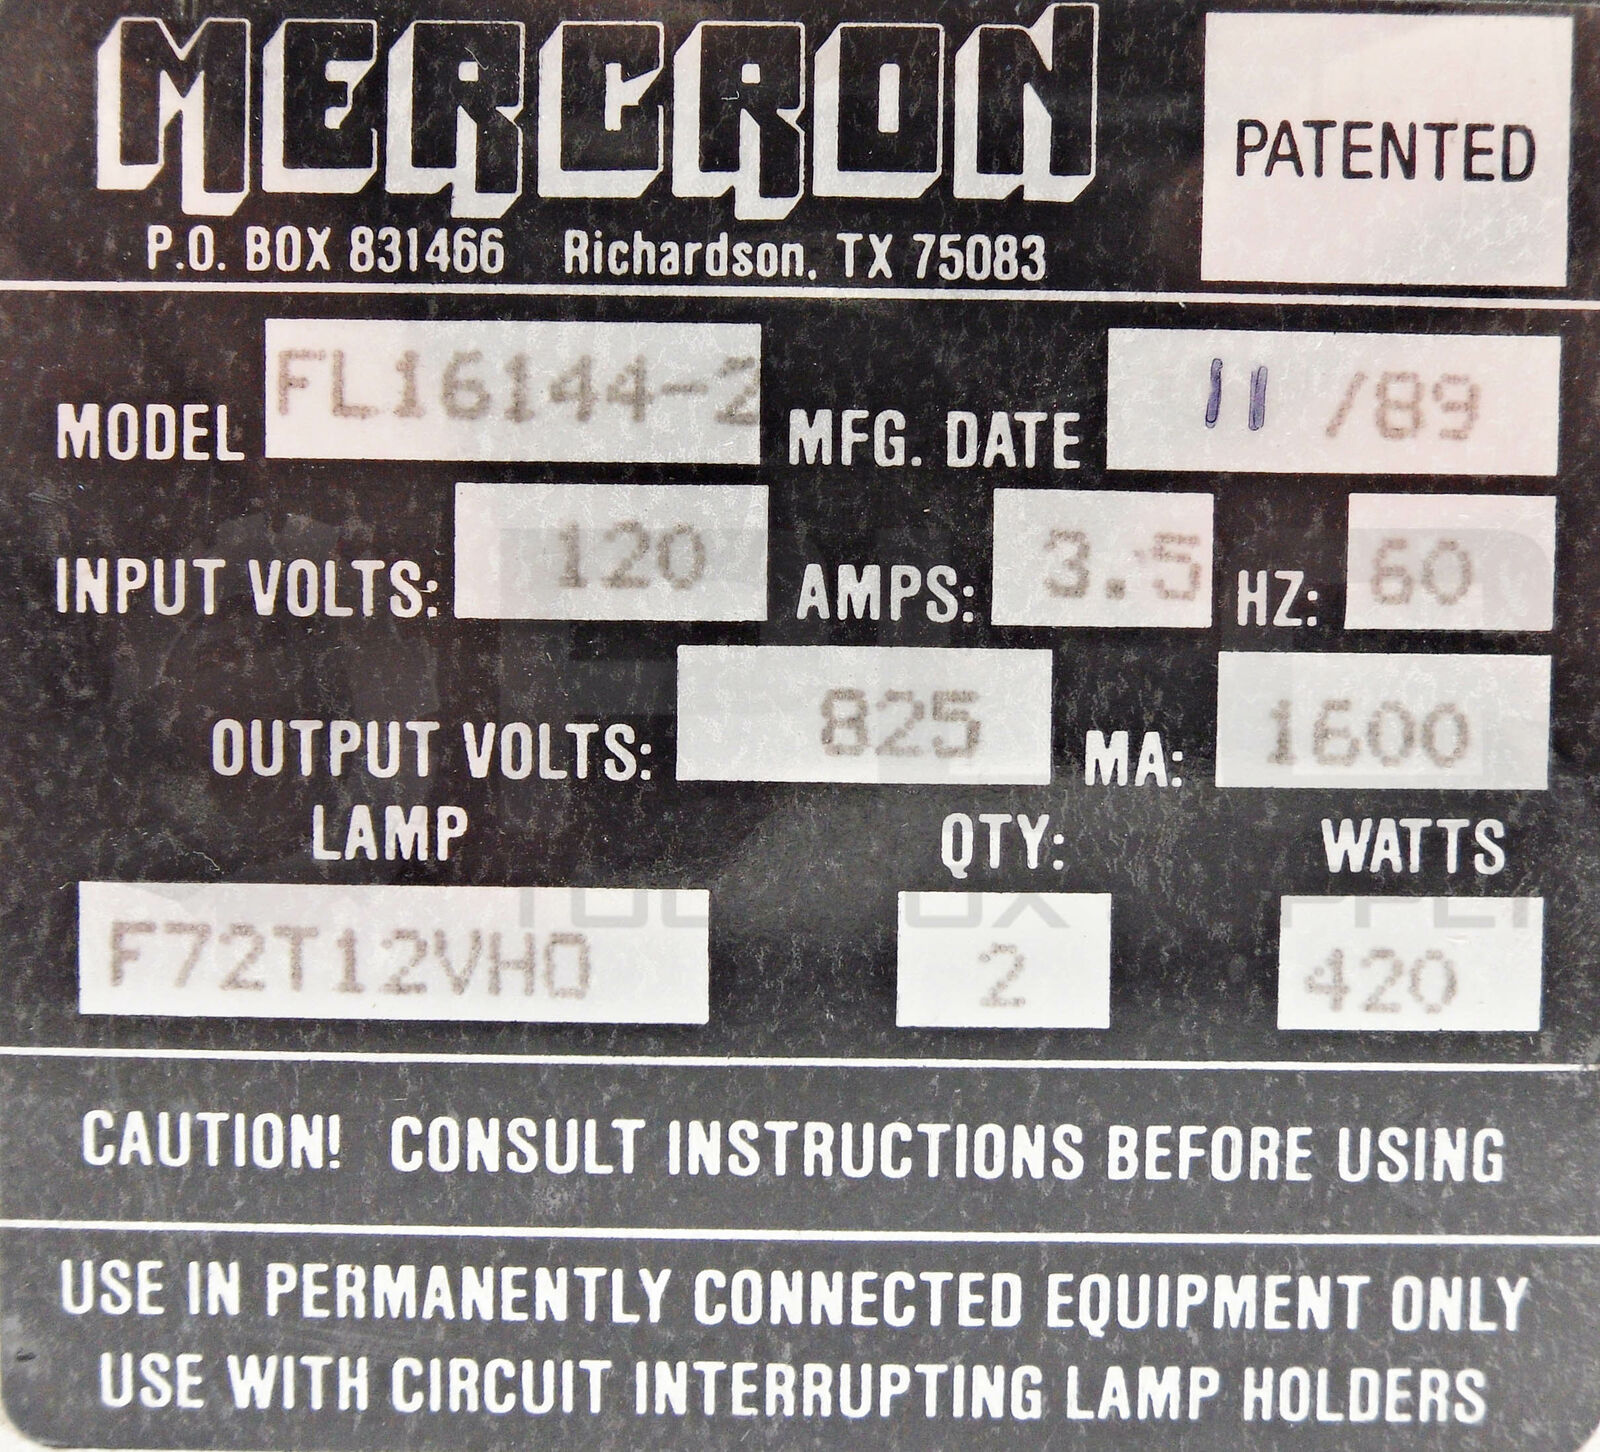 MERCRON
PATENTED
P.O. BOX 831466 Richardson, TX 75083
MODEL FL16144-2 MFG. DATE 11 /89
INPUT VOLTS: 120 AMPS: 3.5 HZ: 60
OUTPUT VOLTS: 825 MA: 1600
LAMP QTY: WATTS
F72T12VHO 2 420
CAUTION! CONSULT INSTRUCTIONS BEFORE USING
USE IN PERMANENTLY CONNECTED EQUIPMENT ONLY
USE WITH CIRCUIT INTERRUPTING LAMP HOLDERS